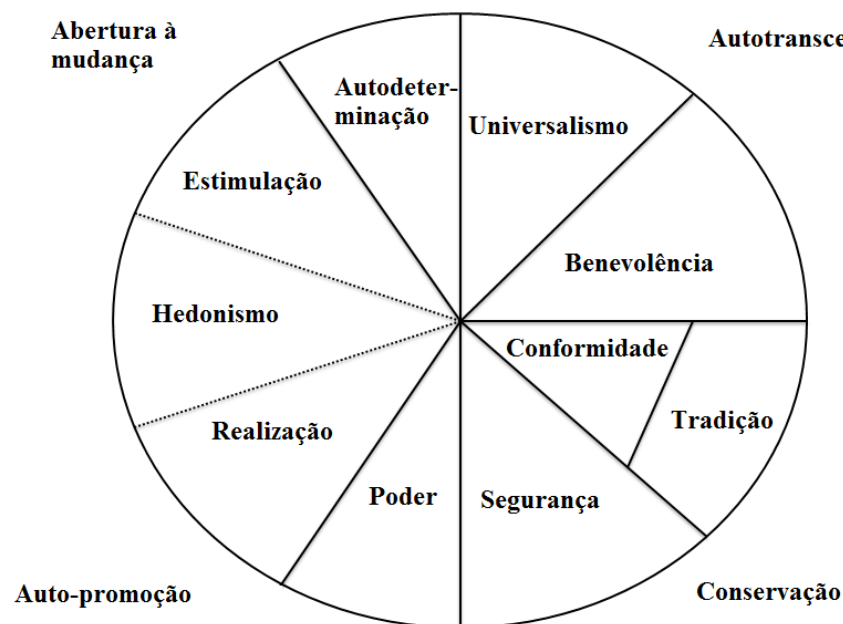 Abertura à
mudança
Autotransce
Autodeter-
minação
Universalismo
Estimulação
Benevolência
Hedonismo
Conformidade
Realização
Tradição
Poder
Segurança
Auto-promoção
Conservação